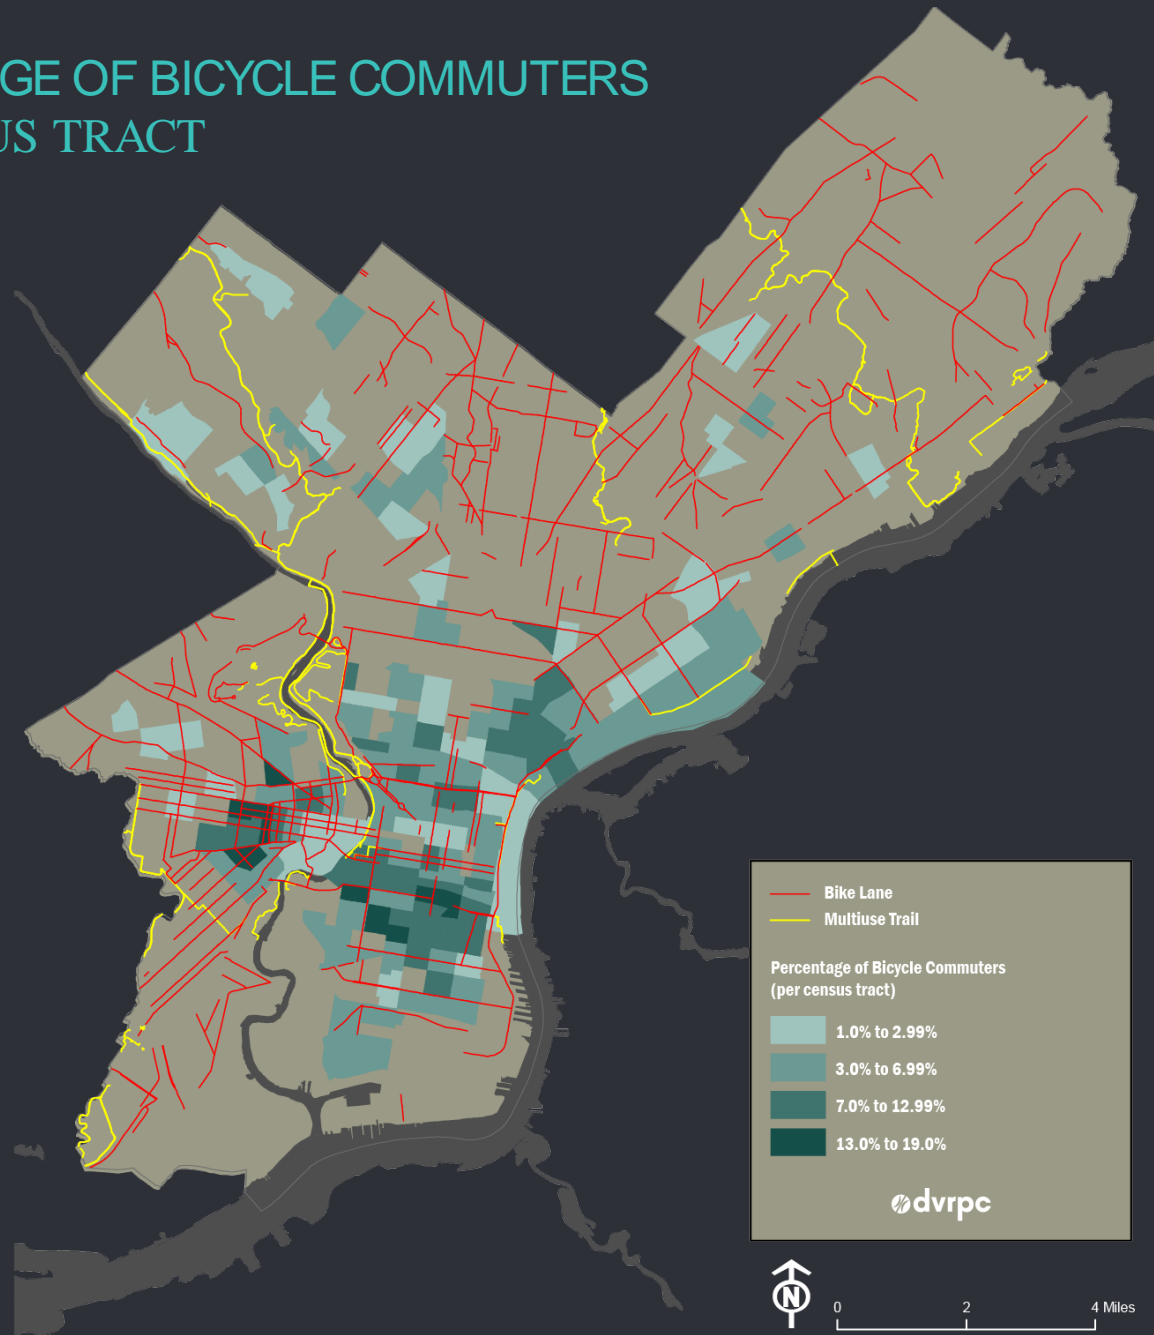 GE OF BICYCLE COMMUTERS
US TRACT
Bike Lane
Multiuse Trail
Percentage of Bicycle Commuters
(per census tract)
1.0% to 2.99%
3.0% to 6.99%
7.0% to 12.99%
13.0% to 19.0%
dvrpc
N
0 2 4 Miles